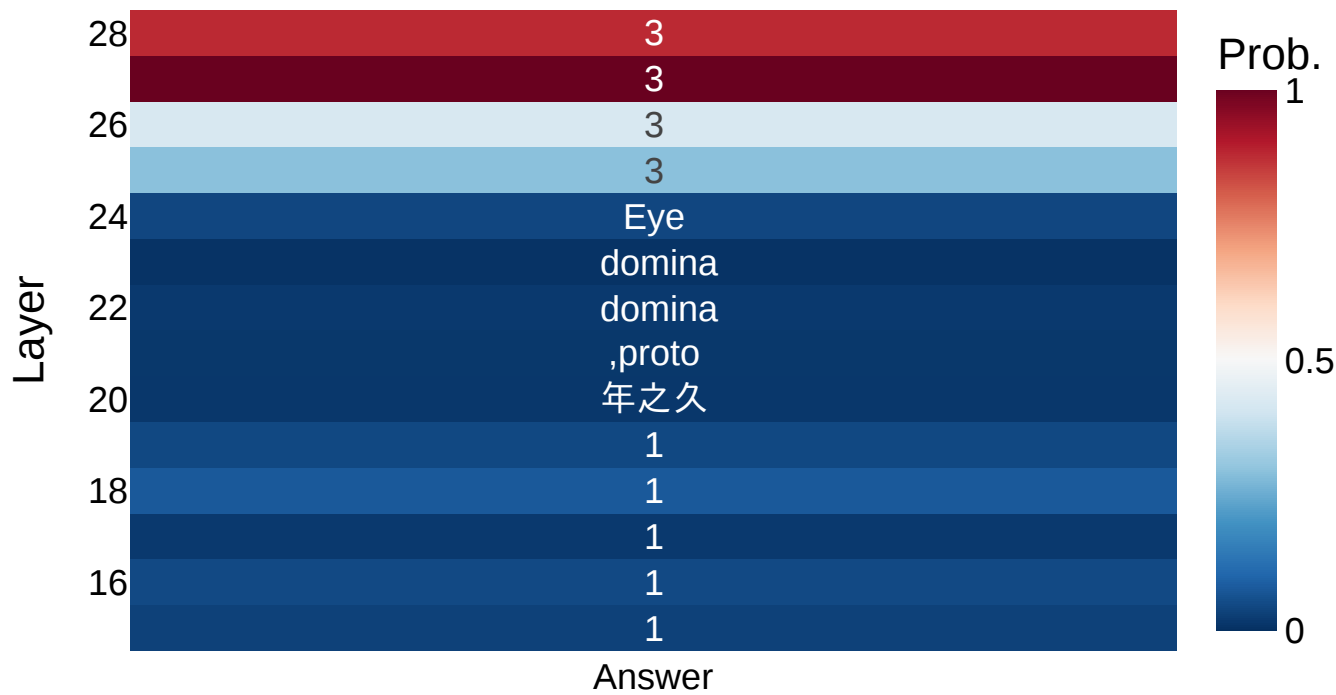 28
3
3
26
3
3
24
Eye
domina
22
domina
,proto
20
年之久
1
18
1
1
16
1
1
Layer
Answer
Prob.
1
0.5
0